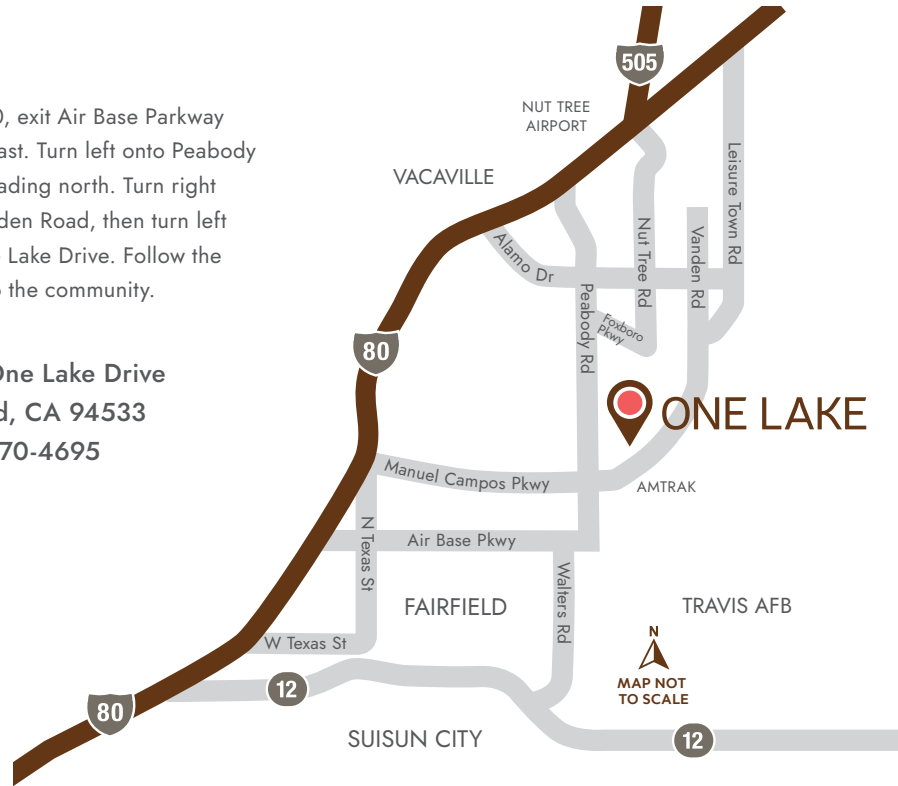 0, exit Air Base Parkway
ast. Turn left onto Peabody
ading north. Turn right
den Road, then turn left
Lake Drive. Follow the
the community.
One Lake Drive
d, CA 94533
70-4695
505
NUT TREE
AIRPORT
VACAVILLE
Leisure Town Rd
Alamo Dr
Nut Tree Rd
Vanden Rd
Peabody Rd
Foxboro
Pkwy
80
ONE LAKE
Manuel Campos Pkwy
AMTRAK
N Texas St
Air Base Pkwy
Walters Rd
FAIRFIELD
TRAVIS AFB
W Texas St
N
MAP NOT
TO SCALE
12
80
SUISUN CITY
12